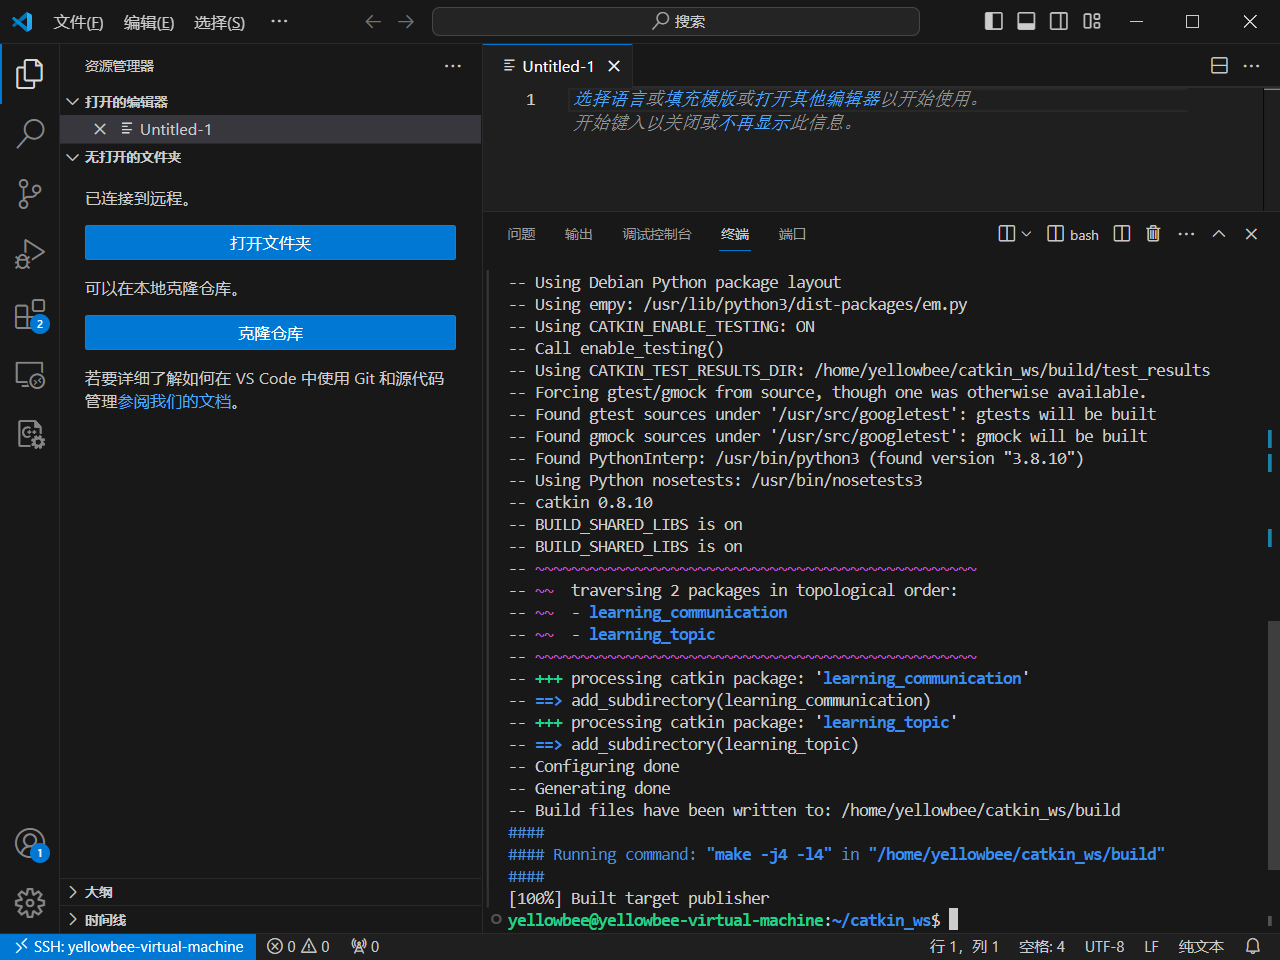 文件(F) 编辑(E) 选择(S) ··· 搜索
资源管理器 ···
打开的编辑器
Untitled-1
无打开的文件夹
已连接到远程。
打开文件夹
可以在本地克隆仓库。
克隆仓库
若要详细了解如何在 VS Code 中使用 Git 和源代码
管理参阅我们的文档。
大纲
时间线
2
1
Untitled-1
1 选择语言或填充模版或打开其他编辑器以开始使用。
开始键入以关闭或不再显示此信息。
问题 输出 调试控制台 终端 端口 bash
-- Using Debian Python package layout
-- Using empy: /usr/lib/python3/dist-packages/em.py
-- Using CATKIN_ENABLE_TESTING: ON
-- Call enable_testing()
-- Using CATKIN_TEST_RESULTS_DIR: /home/yellowbee/catkin_ws/build/test_results
-- Forcing gtest/gmock from source, though one was otherwise available.
-- Found gtest sources under '/usr/src/googletest': gtests will be built
-- Found gmock sources under '/usr/src/googletest': gmock will be built
-- Found PythonInterp: /usr/bin/python3 (found version "3.8.10")
-- Using Python nosetests: /usr/bin/nosetests3
-- catkin 0.8.10
-- BUILD_SHARED_LIBS is on
-- BUILD_SHARED_LIBS is on
-- ~~~~~~~~~~~~~~~~~~~~~~~~~~~~~~~~~~~~~~~~~~~~~~~~~
-- ~~  traversing 2 packages in topological order:
-- ~~  - learning_communication
-- ~~  - learning_topic
-- ~~~~~~~~~~~~~~~~~~~~~~~~~~~~~~~~~~~~~~~~~~~~~~~~~
-- +++ processing catkin package: 'learning_communication'
-- ==> add_subdirectory(learning_communication)
-- +++ processing catkin package: 'learning_topic'
-- ==> add_subdirectory(learning_topic)
-- Configuring done
-- Generating done
-- Build files have been written to: /home/yellowbee/catkin_ws/build
####
#### Running command: "make -j4 -l4" in "/home/yellowbee/catkin_ws/build"
####
[100%] Built target publisher
yellowbee@yellowbee-virtual-machine:~/catkin_ws$
SSH: yellowbee-virtual-machine 0 0 0 行 1，列 1 空格: 4 UTF-8 LF 纯文本